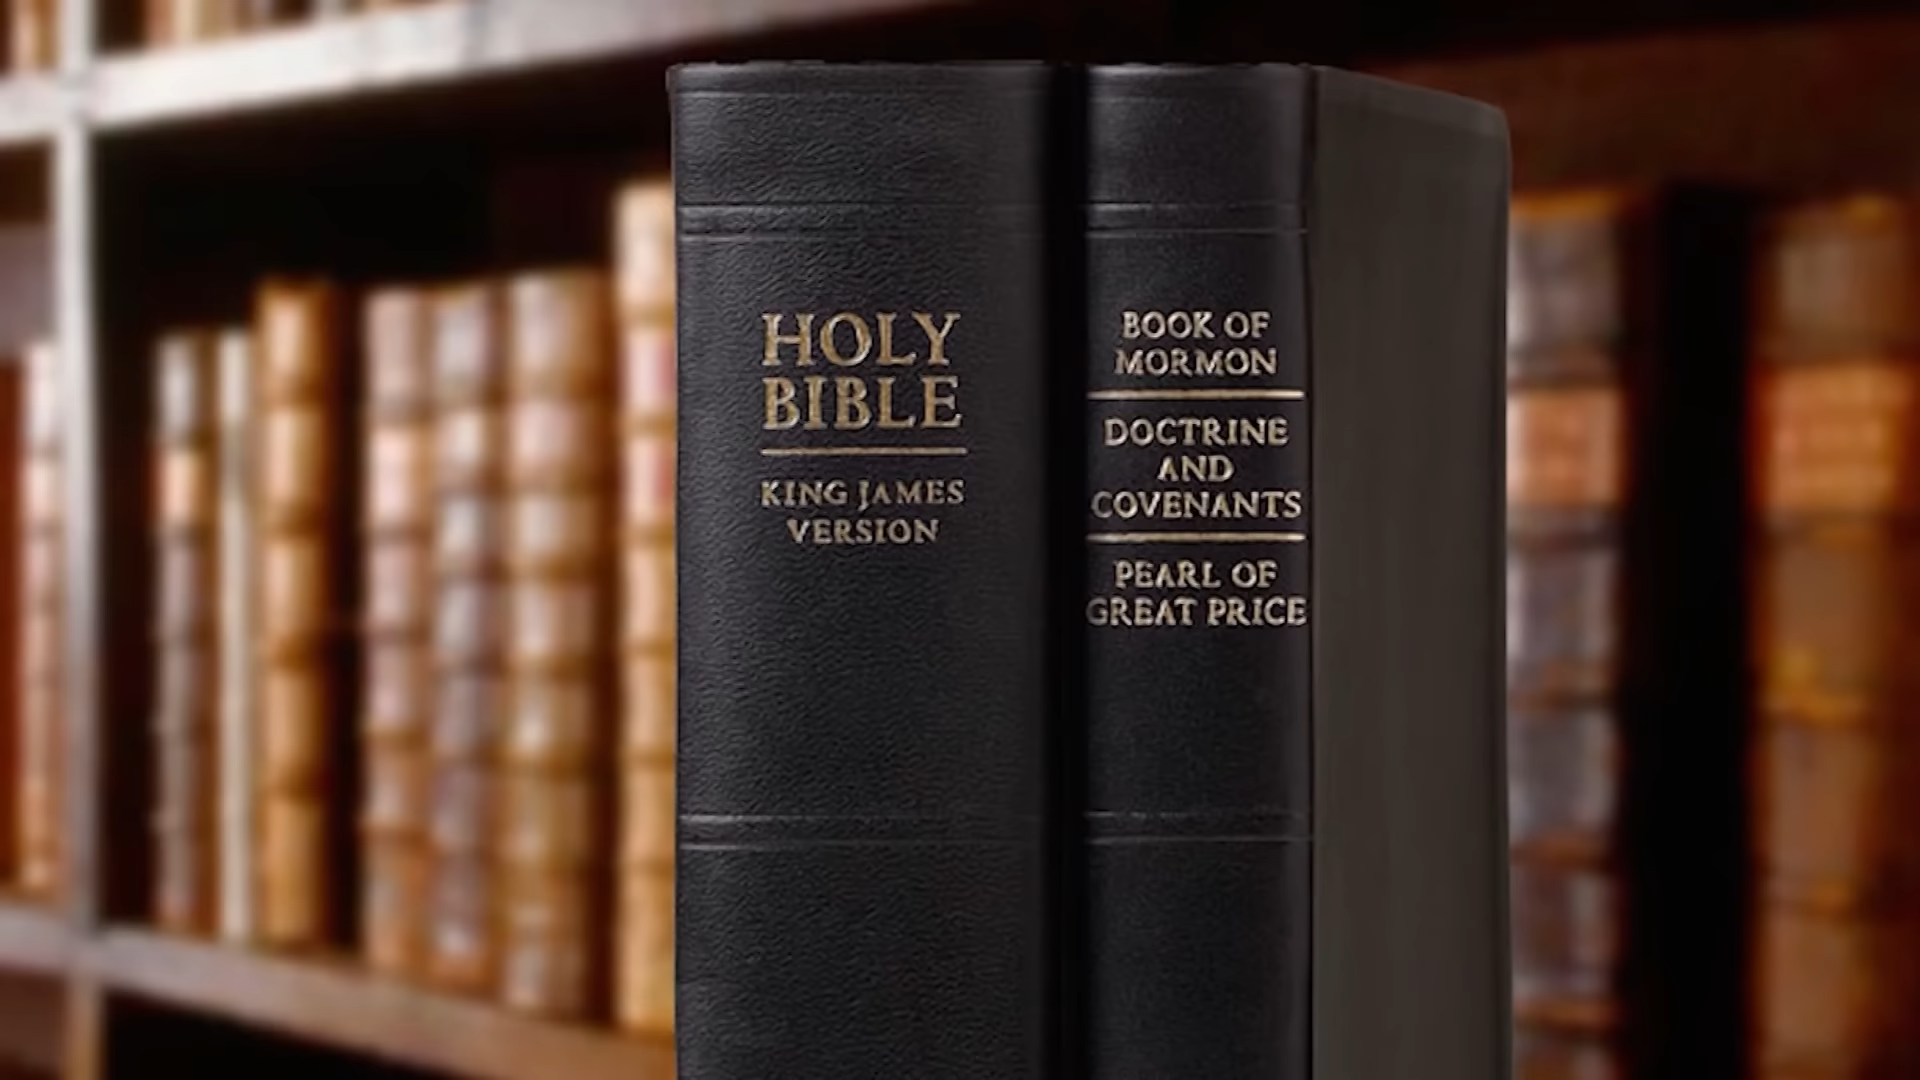 HOLY
BIBLE
KING JAMES
VERSION
BOOK OF
MORMON
DOCTRINE
AND
COVENANTS
PEARL OF
GREAT PRICE